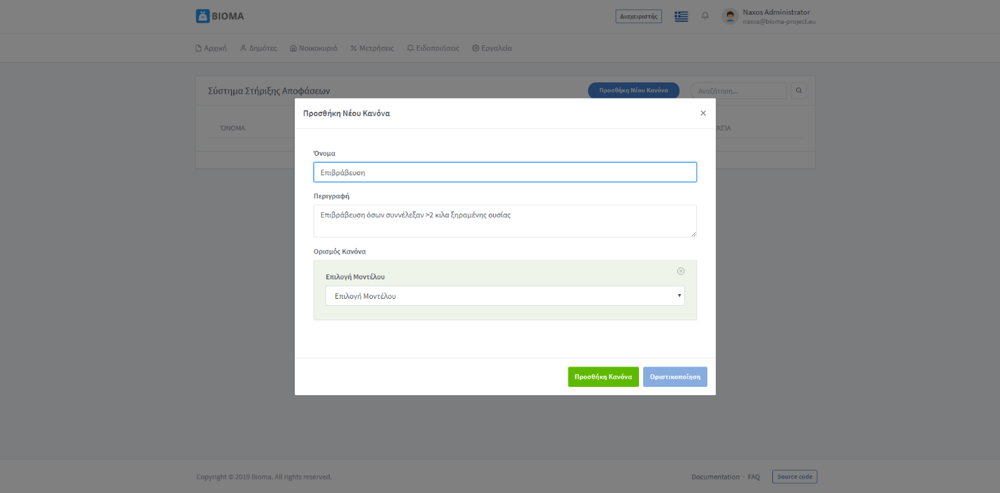 BIOMA
Διαχειριστής
Naxos Administrator
naxos@bioma-project.eu
Αρχική
Δημότες
Νοικοκυριά
Μετρήσεις
Ειδοποιήσεις
Εργαλεία
Σύστημα Στήριξης Αποφάσεων
Προσθήκη Νέου Κανόνα
Αναζήτηση...
Προσθήκη Νέου Κανόνα
×
ΌΝΟΜΑ
ΑΣΊΑ
Όνομα
Επιβράβευση
Περιγραφή
Επιβράβευση όσων συννέλεξαν >2 κιλα ξηραμένης ουσίας
Ορισμός Κανόνα
Επιλογή Μοντέλου
Επιλογή Μοντέλου
Προσθήκη Κανόνα
Οριστικοποίηση
Copyright © 2019 Bioma. All rights reserved.
Documentation · FAQ
Source code